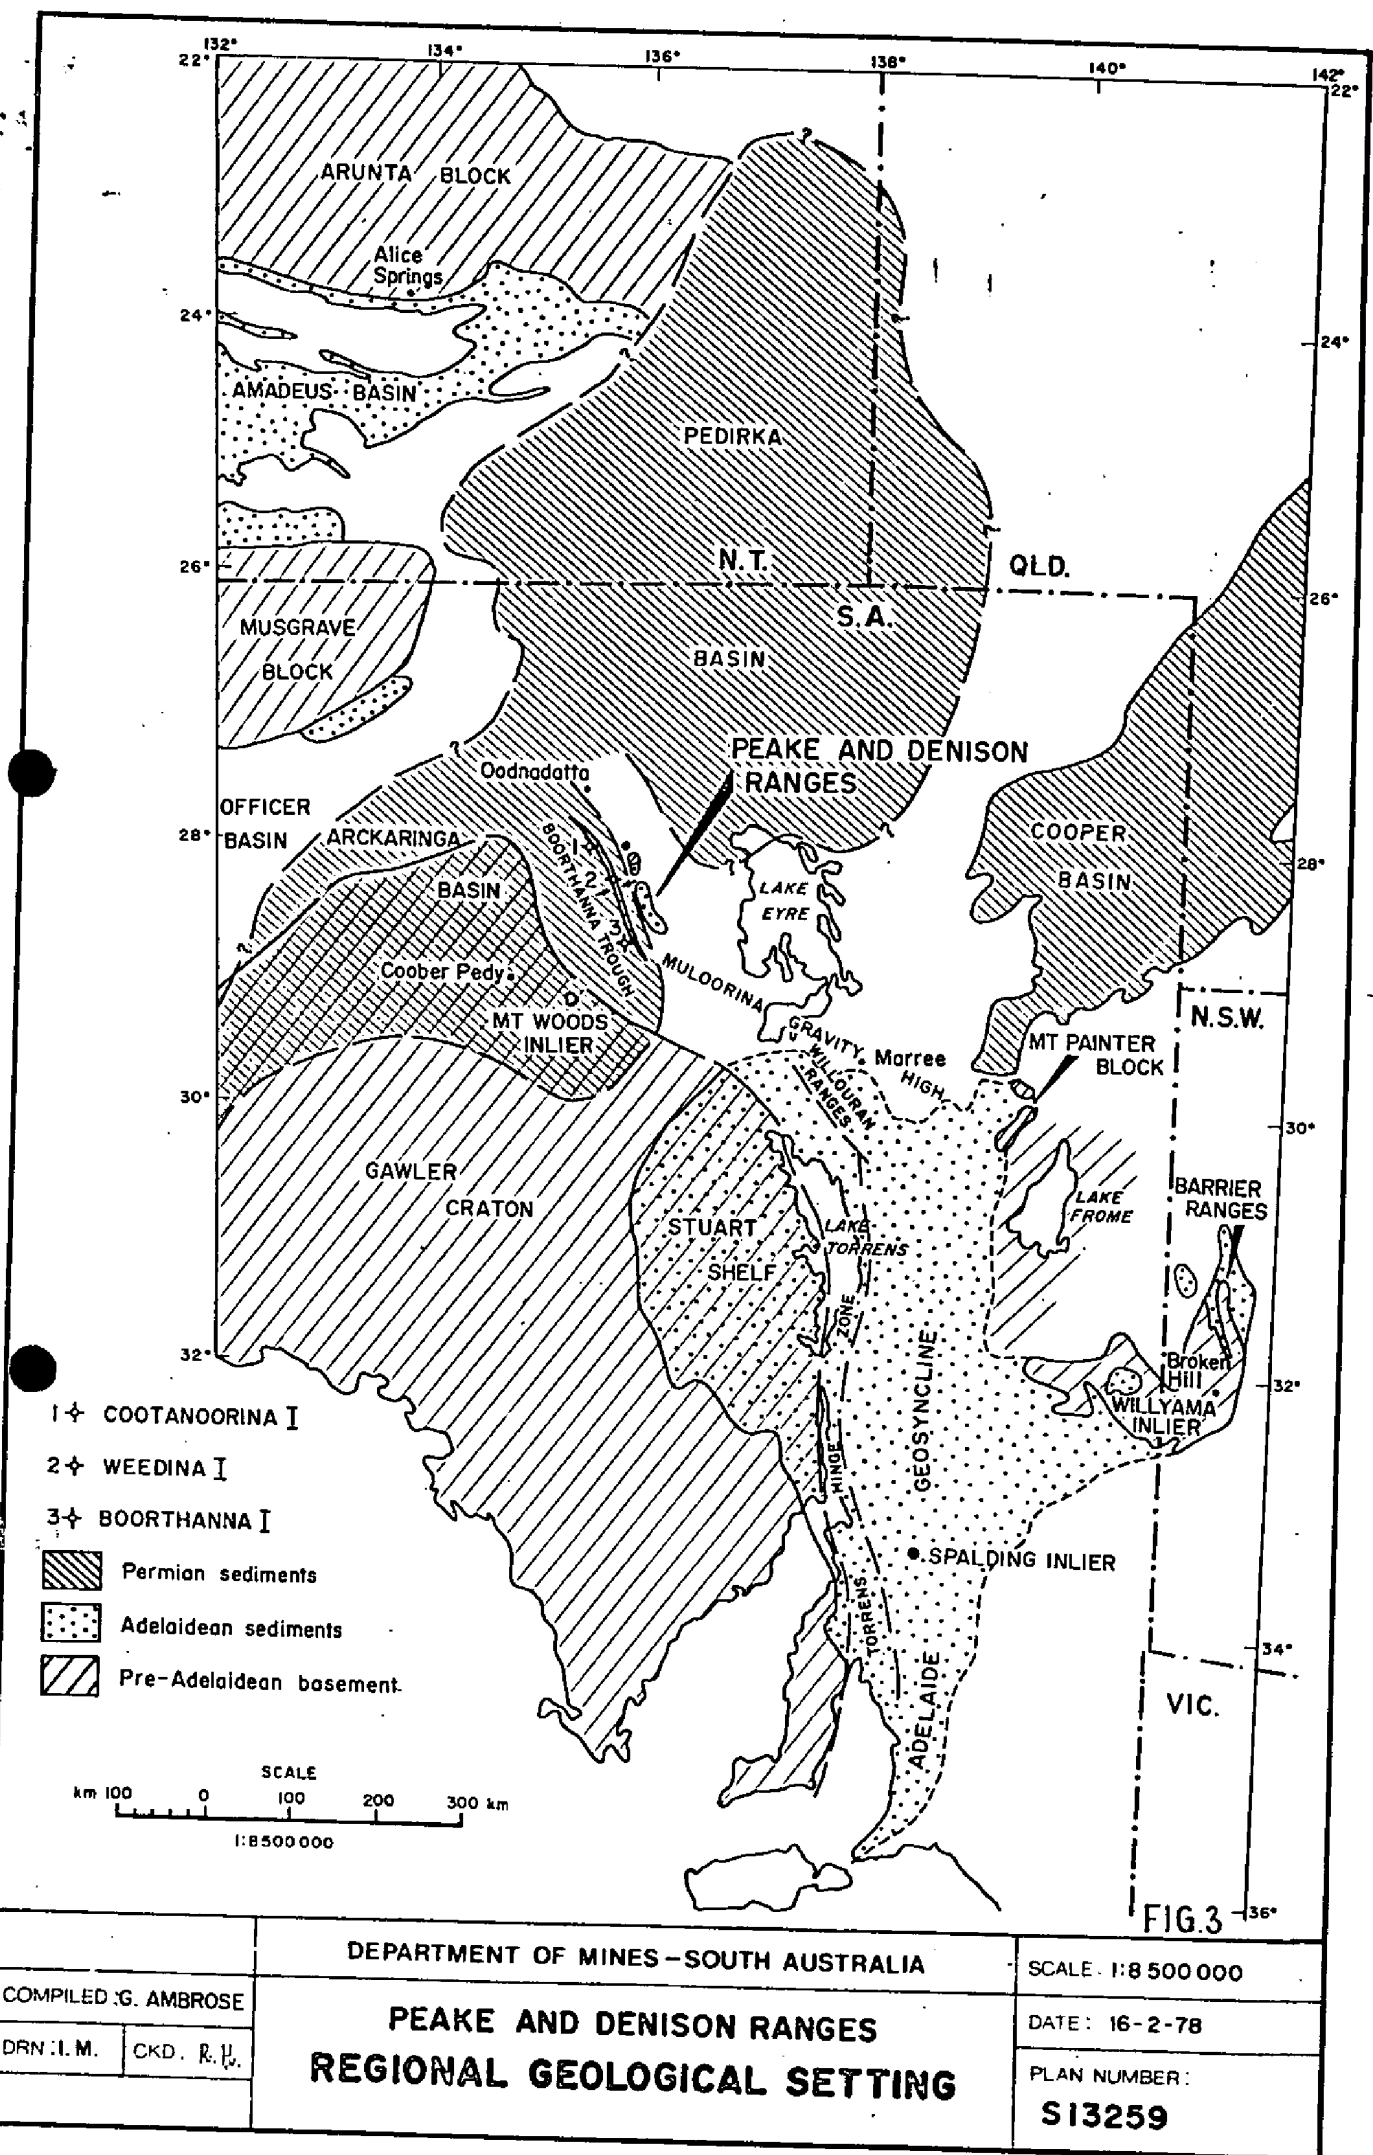 132° 134° 136° 138° 140° 142°
22° 22°
ARUNTA BLOCK
Alice
Springs
24° 24°
AMADEUS BASIN
PEDIRKA
N.T. QLD.
26° 26°
S.A.
MUSGRAVE
BLOCK
BASIN
PEAKE AND DENISON
RANGES
Oodnadatta
OFFICER
BASIN
28° 28°
ARCKARINGA
BASIN
COOPER
BASIN
1
2
3
BOORTHANNA TROUGH
LAKE
EYRE
Coober Pedy
MT WOODS
INLIER
MULOORINA
GRAVITY
HIGH
Marree
WILLOURAN
RANGES
N.S.W.
MT PAINTER
BLOCK
30° 30°
GAWLER
CRATON
STUART
SHELF
LAKE
TORRENS
LAKE
FROME
BARRIER
RANGES
TORRENS HINGE ZONE
ADELAIDE GEOSYNCLINE
32° 32°
Broken
Hill
WILLYAMA
INLIER
SPALDING INLIER
34°
VIC.
36°
1 COOTANOORINA I
2 WEEDINA I
3 BOORTHANNA I
Permian sediments
Adelaidean sediments
Pre-Adelaidean basement
SCALE
km 100 0 100 200 300 km
1:8500000
FIG.3
DEPARTMENT OF MINES-SOUTH AUSTRALIA
SCALE 1:8 500 000
COMPILED: G. AMBROSE
PEAKE AND DENISON RANGES
REGIONAL GEOLOGICAL SETTING
DATE: 16-2-78
DRN: I.M. CKD.
PLAN NUMBER:
S13259